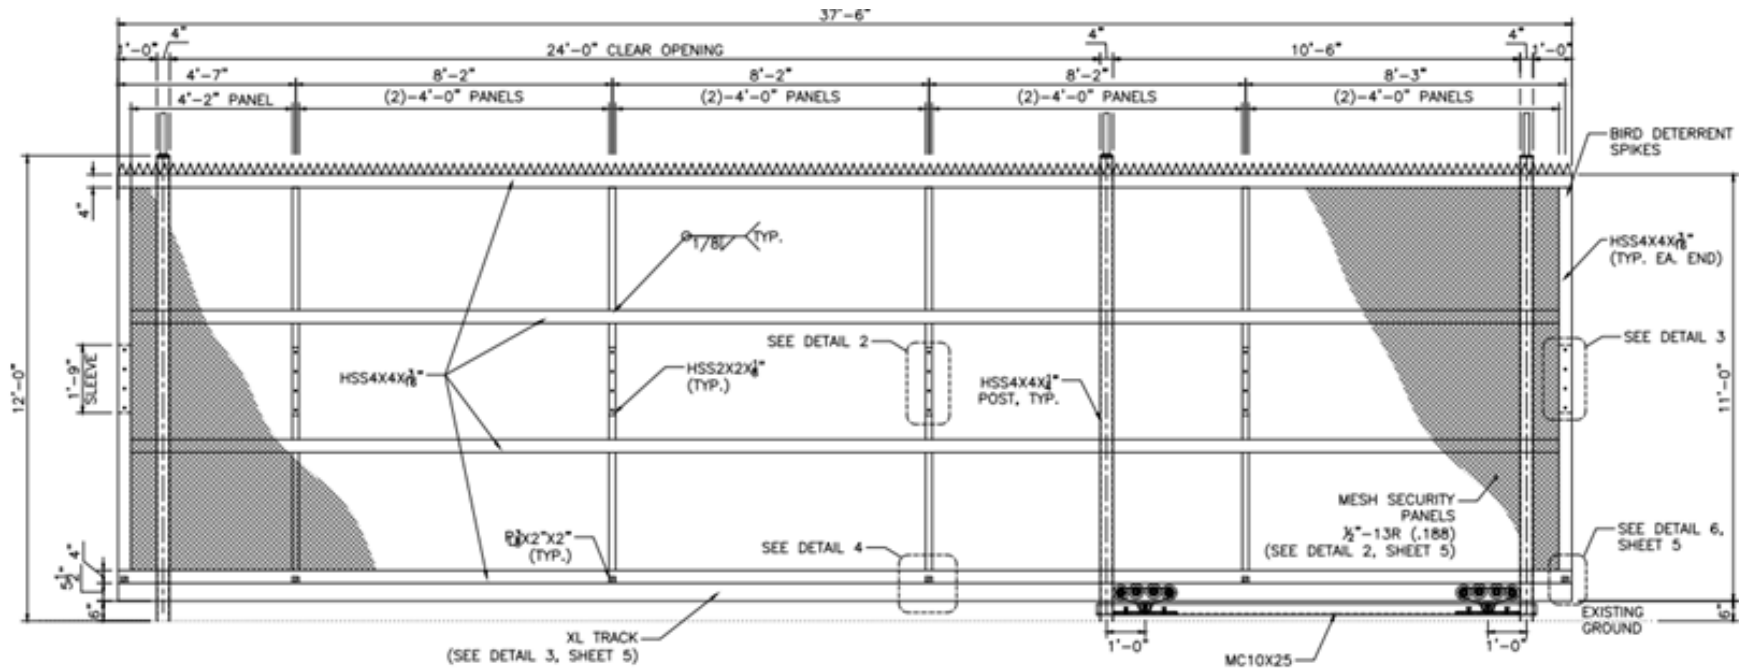 37'-6"
4"
4"
4"
1'-0"
24'-0" CLEAR OPENING
10'-6"
1'-0"
4'-7"
8'-2"
8'-2"
8'-2"
8'-3"
4'-2" PANEL
(2)-4'-0" PANELS
(2)-4'-0" PANELS
(2)-4'-0" PANELS
(2)-4'-0" PANELS
BIRD DETERRENT
SPIKES
4"
1/8
TYP.
HSS4X4X3/16"
(TYP. EA. END)
12'-0"
1'-9"
SLEEVE
HSS4X4X3/16"
HSS2X2X1/8"
(TYP.)
SEE DETAIL 2
HSS4X4X1/4"
POST, TYP.
SEE DETAIL 3
11'-0"
MESH SECURITY
PANELS
½"-13R (.188)
(SEE DETAIL 2, SHEET 5)
X2"X2"
(TYP.)
SEE DETAIL 4
SEE DETAIL 6,
SHEET 5
4"
5½"
6"
6"
XL TRACK
(SEE DETAIL 3, SHEET 5)
1'-0"
MC10X25
1'-0"
EXISTING
GROUND